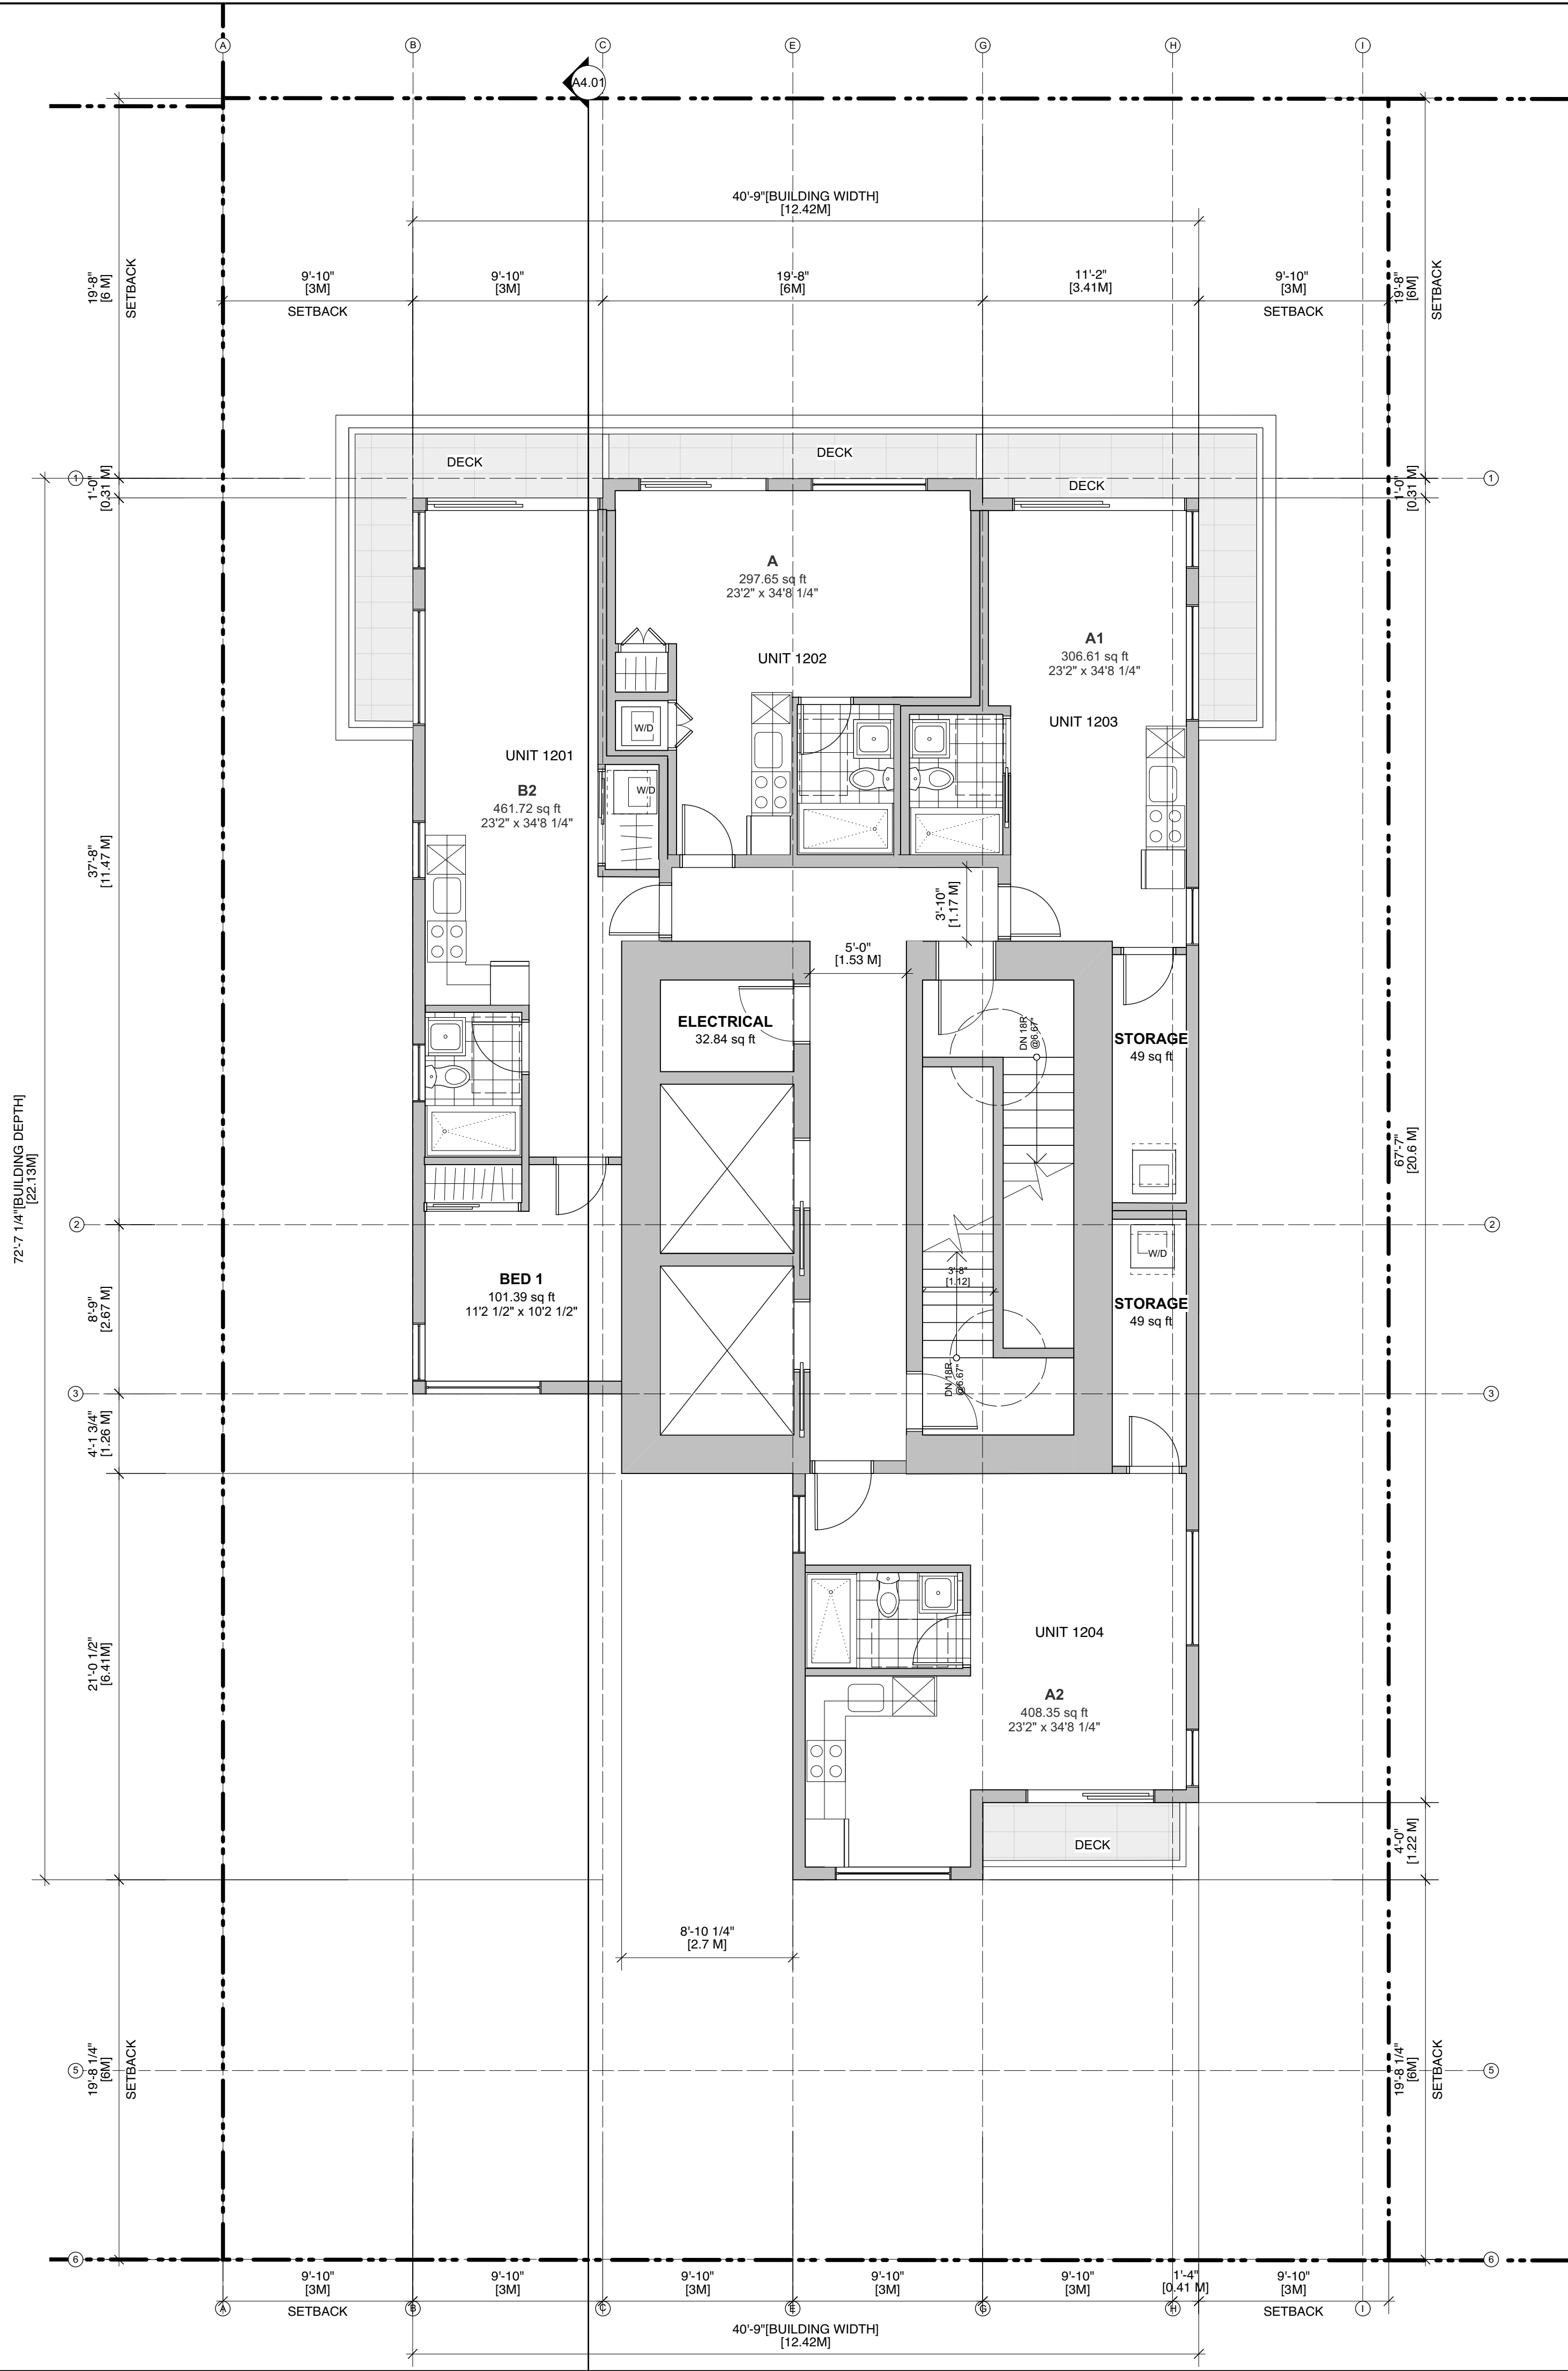 A
B
C
E
G
H
I
A4.01
40'-9"[BUILDING WIDTH]
[12.42M]
19'-8"
[6 M]
SETBACK
9'-10"
[3M]
SETBACK
9'-10"
[3M]
19'-8"
[6M]
11'-2"
[3.41M]
9'-10"
[3M]
SETBACK
19'-8"
[6M]
SETBACK
DECK
DECK
DECK
1
1'-0"
[0.31 M]
1'-0"
[0.31 M]
1
A
297.65 sq ft
23'2" x 34'8 1/4"
UNIT 1202
A1
306.61 sq ft
23'2" x 34'8 1/4"
UNIT 1203
W/D
UNIT 1201
B2
461.72 sq ft
23'2" x 34'8 1/4"
W/D
37'-8"
[11.47 M]
3'-10"
[1.17 M]
5'-0"
[1.53 M]
ELECTRICAL
32.84 sq ft
DN 18R
@6.67"
STORAGE
49 sq ft
72'-7 1/4"[BUILDING DEPTH]
[22.13M]
67'-7"
[20.6 M]
2
2
W/D
BED 1
101.39 sq ft
11'2 1/2" x 10'2 1/2"
3'-8"
[1.12]
STORAGE
49 sq ft
8'-9"
[2.67 M]
DN 18R
@6.67"
3
3
4'-1 3/4"
[1.26 M]
UNIT 1204
21'-0 1/2"
[6.41M]
A2
408.35 sq ft
23'2" x 34'8 1/4"
DECK
4'-0"
[1.22 M]
8'-10 1/4"
[2.7 M]
5
19'-8 1/4"
[6M]
SETBACK
19'-8 1/4"
[6M]
SETBACK
5
6
6
9'-10"
[3M]
SETBACK
9'-10"
[3M]
9'-10"
[3M]
9'-10"
[3M]
9'-10"
[3M]
1'-4"
[0.41 M]
9'-10"
[3M]
SETBACK
A
B
C
E
G
H
I
40'-9"[BUILDING WIDTH]
[12.42M]